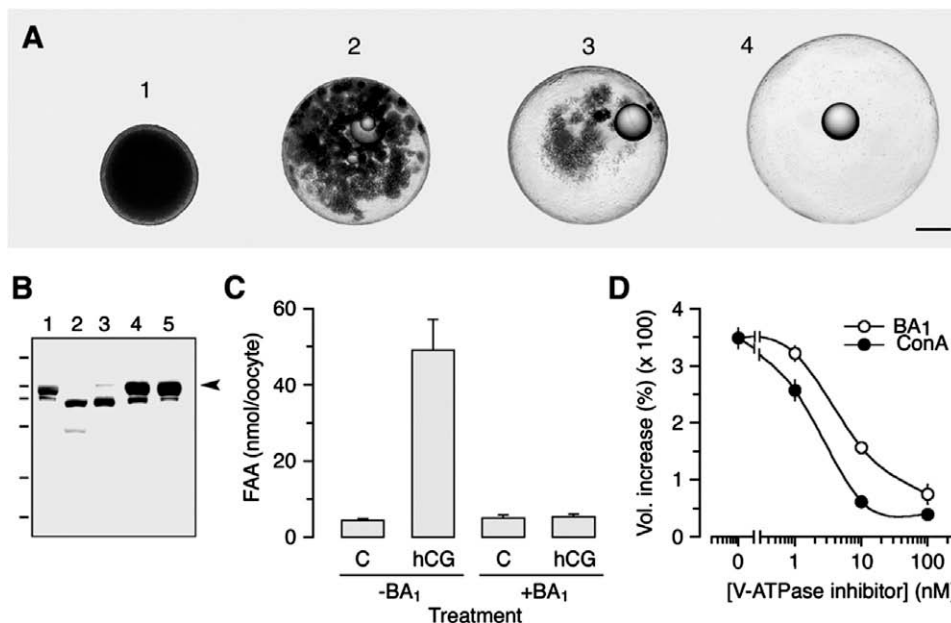 A
1
2
3
4
B
1 2 3 4 5
C
FAA (nmol/oocyte)
60
40
20
0
C hCG C hCG
-BA1 +BA1
Treatment
D
Vol. increase (%) (x 100)
4
3
2
1
0
BA1
ConA
0 1 10 100
[V-ATPase inhibitor] (nM)